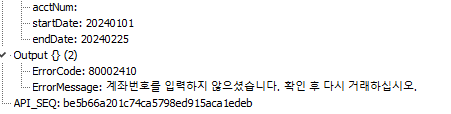 acctNum:
startDate: 20240101
endDate: 20240225
Output {} (2)
ErrorCode: 80002410
ErrorMessage: 계좌번호를 입력하지 않으셨습니다. 확인 후 다시 거래하십시오.
API_SEQ: be5b66a201c74ca5798ed915aca1edeb